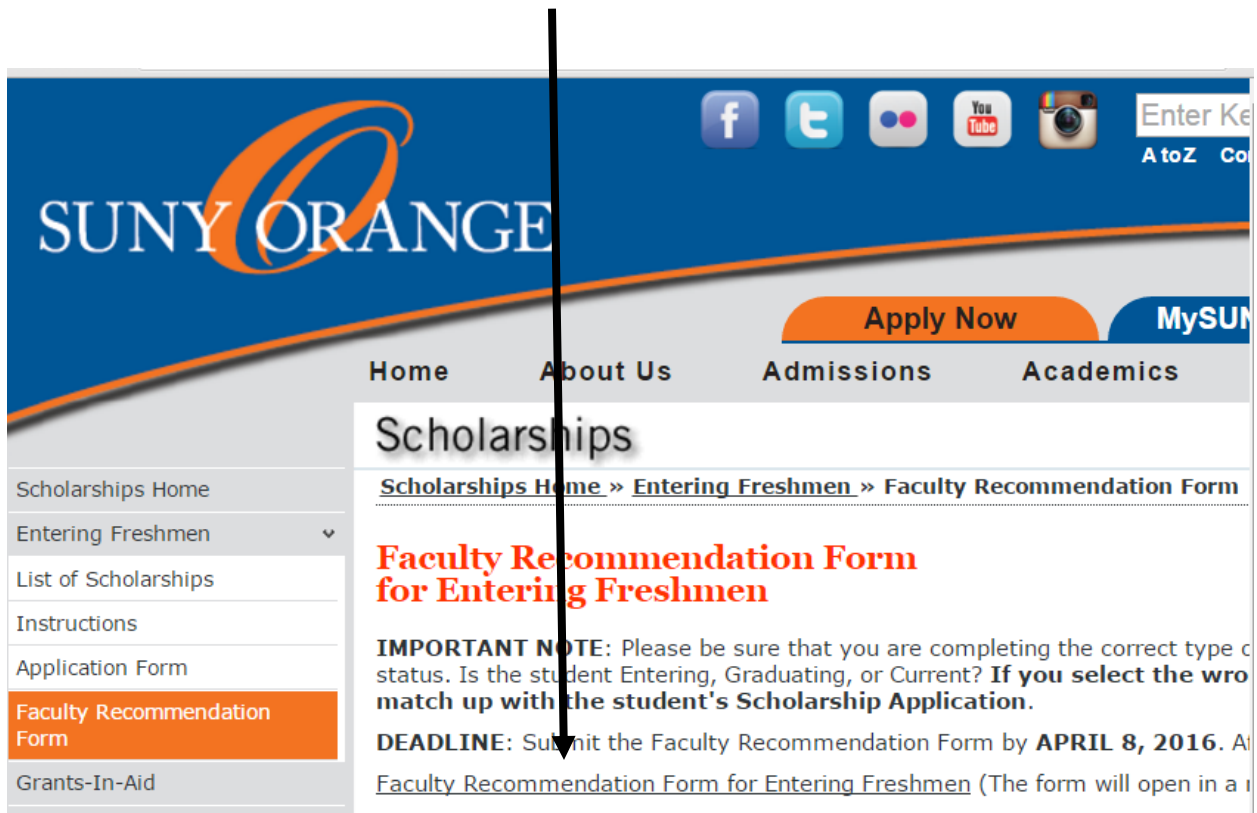 f t You Tube Enter Ke
A to Z
SUNY ORANGE
Apply Now MySUN
Home About Us Admissions Academics
Scholarships
Scholarships Home Scholarships Home » Entering Freshmen » Faculty Recommendation Form
Entering Freshmen
Faculty Recommendation Form
for Entering Freshmen
List of Scholarships
Instructions
IMPORTANT NOTE: Please be sure that you are completing the correct type
Application Form status. Is the student Entering, Graduating, or Current? If you select the wro
match up with the student's Scholarship Application.
Faculty Recommendation
Form
DEADLINE: Submit the Faculty Recommendation Form by APRIL 8, 2016.
Grants-In-Aid Faculty Recommendation Form for Entering Freshmen (The form will open in a